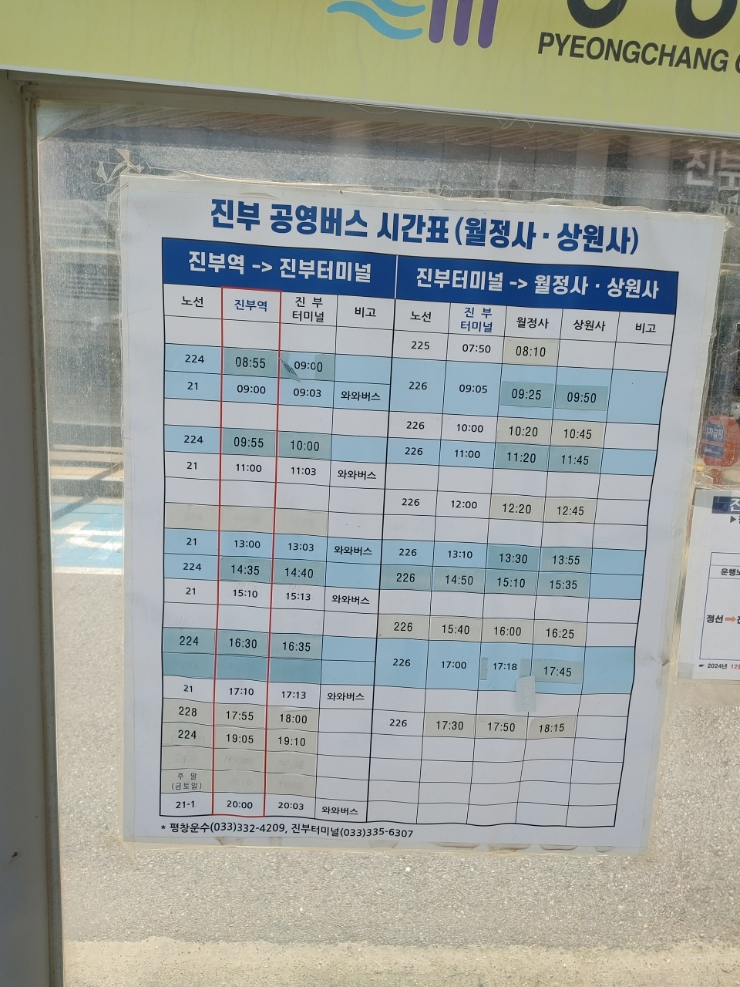 PYEONGCHANG
진부 공영버스 시간표 (월정사 · 상원사)
진부역 -> 진부터미널
노선 진부역 진 부 터미널 비고
224 08:55 09:00
21 09:00 09:03 와와버스
224 09:55 10:00
21 11:00 11:03 와와버스
21 13:00 13:03 와와버스
224 14:35 14:40
21 15:10 15:13 와와버스
224 16:30 16:35
21 17:10 17:13 와와버스
228 17:55 18:00
224 19:05 19:10
주 말
(금토일)
21-1 20:00 20:03 와와버스
진부터미널 -> 월정사 · 상원사
노선 진 부 터미널 월정사 상원사 비고
225 07:50 08:10
226 09:05 09:25 09:50
226 10:00 10:20 10:45
226 11:00 11:20 11:45
226 12:00 12:20 12:45
226 13:10 13:30 13:55
226 14:50 15:10 15:35
226 15:40 16:00 16:25
226 17:00 17:18 17:45
226 17:30 17:50 18:15
* 평창운수(033)332-4209, 진부터미널(033)335-6307
정선
2024년